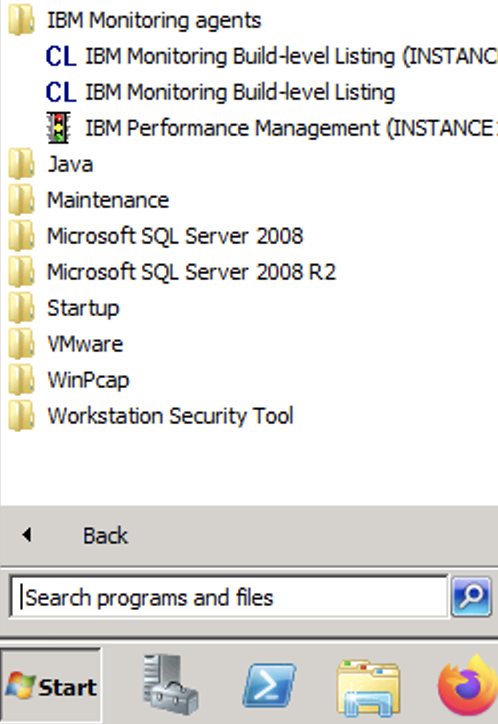 IBM Monitoring agents
CL IBM Monitoring Build-level Listing (INSTANC
CL IBM Monitoring Build-level Listing
IBM Performance Management (INSTANCE1
Java
Maintenance
Microsoft SQL Server 2008
Microsoft SQL Server 2008 R2
Startup
VMware
WinPcap
Workstation Security Tool
Back
Search programs and files
Start